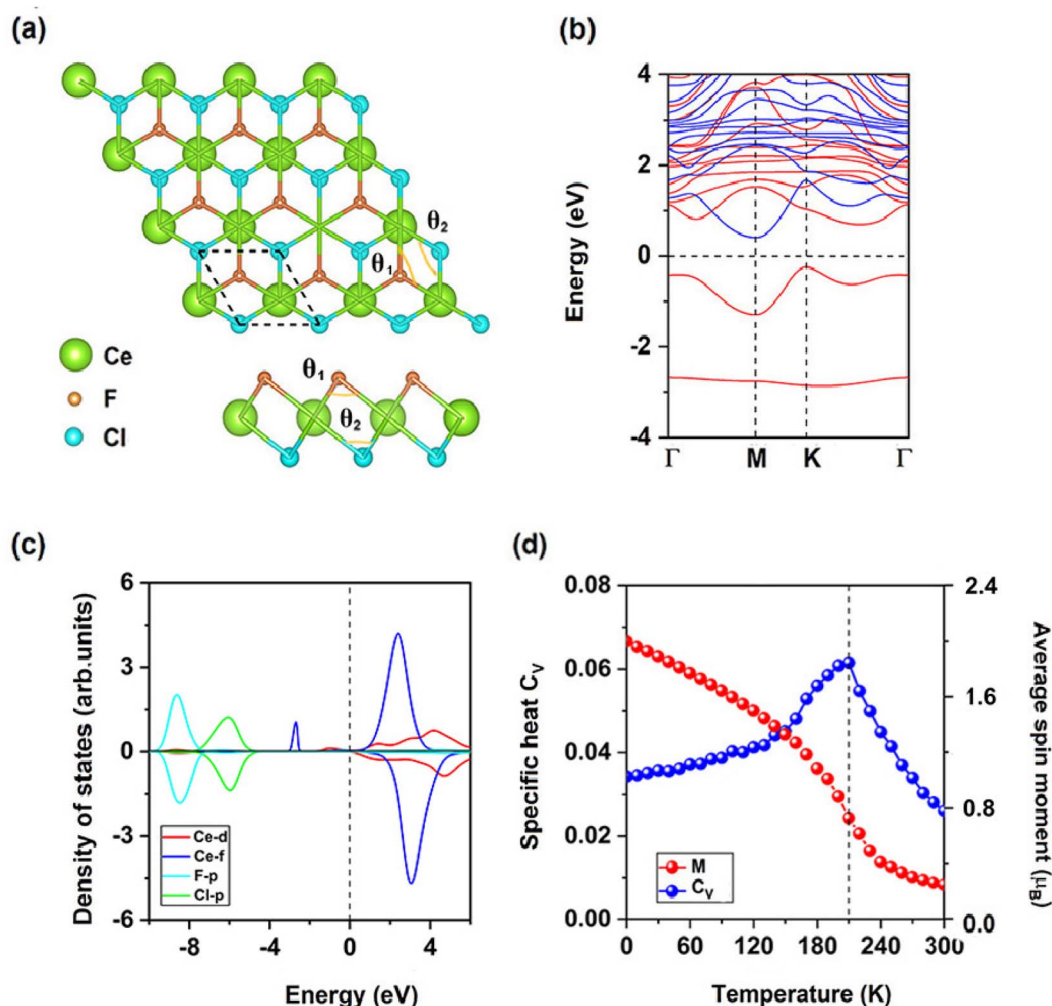 (a)
θ2
θ1
Ce
F
Cl
θ1
θ2
(b)
Energy (eV)
4
2
0
-2
-4
Γ M K Γ
(c)
Density of states (arb.units)
6
3
0
-3
-6
Ce-d
Ce-f
F-p
Cl-p
-8 -4 0 4
Energy (eV)
(d)
Specific heat CV
0.08
0.06
0.04
0.02
0.00
M
CV
0 60 120 180 240 300
Temperature (K)
2.4
1.6
0.8
0.0
Average spin moment (μB)